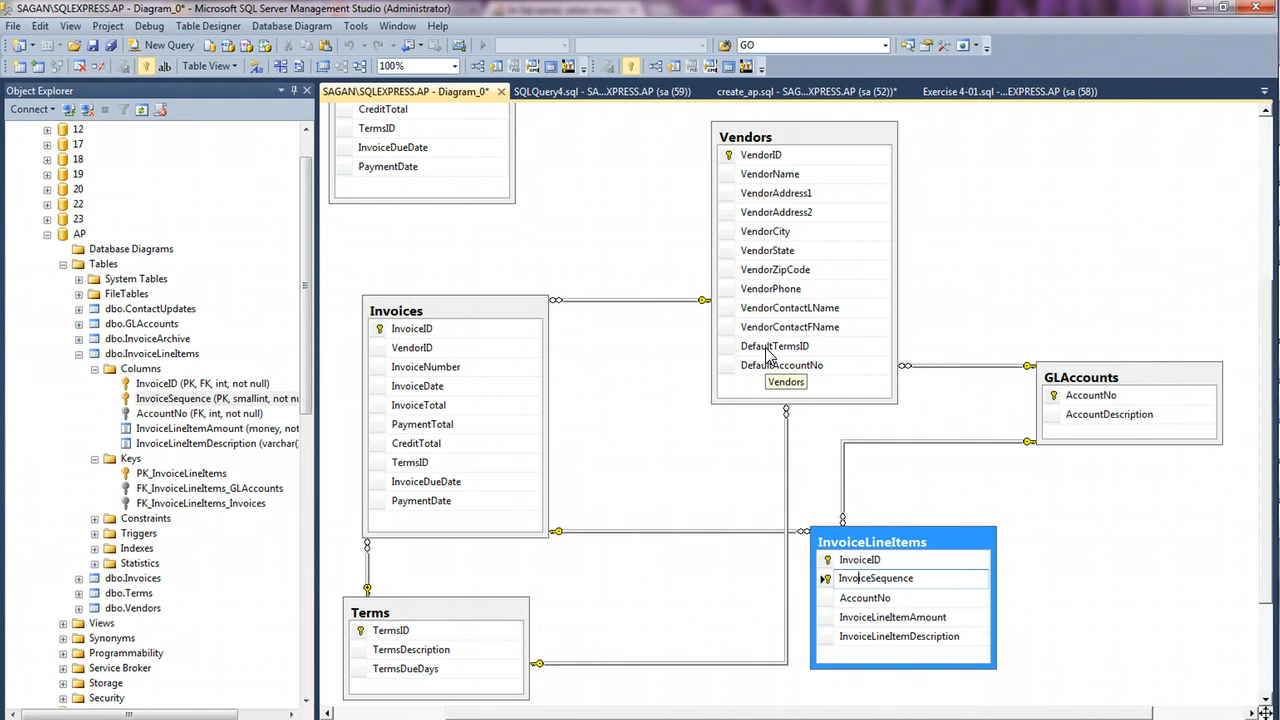 SAGAN\SQLEXPRESS.AP - Diagram_0* - Microsoft SQL Server Management Studio (Administrator)
File Edit View Project Debug Table Designer Database Diagram Tools Window Help
New Query GO
Table View 100%
Object Explorer
Connect
12
17
18
19
20
22
23
AP
Database Diagrams
Tables
System Tables
FileTables
dbo.ContactUpdates
dbo.GLAccounts
dbo.InvoiceArchive
dbo.InvoiceLineItems
Columns
InvoiceID (PK, FK, int, not null)
InvoiceSequence (PK, smallint, not nu
AccountNo (FK, int, not null)
InvoiceLineItemAmount (money, not
InvoiceLineItemDescription (varchar(
Keys
PK_InvoiceLineItems
FK_InvoiceLineItems_GLAccounts
FK_InvoiceLineItems_Invoices
Constraints
Triggers
Indexes
Statistics
dbo.Invoices
dbo.Terms
dbo.Vendors
Views
Synonyms
Programmability
Service Broker
Storage
Security
SAGAN\SQLEXPRESS.AP - Diagram_0* SQLQuery4.sql - SA...XPRESS.AP (sa (59)) create_ap.sql - SAG...XPRESS.AP (sa (52))* Exercise 4-01.sql -...EXPRESS.AP (sa (58))
CreditTotal
TermsID
InvoiceDueDate
PaymentDate
Vendors
VendorID
VendorName
VendorAddress1
VendorAddress2
VendorCity
VendorState
VendorZipCode
VendorPhone
VendorContactLName
VendorContactFName
DefaultTermsID
DefaultAccountNo
Vendors
Invoices
InvoiceID
VendorID
InvoiceNumber
InvoiceDate
InvoiceTotal
PaymentTotal
CreditTotal
TermsID
InvoiceDueDate
PaymentDate
GLAccounts
AccountNo
AccountDescription
InvoiceLineItems
InvoiceID
InvoiceSequence
AccountNo
InvoiceLineItemAmount
InvoiceLineItemDescription
Terms
TermsID
TermsDescription
TermsDueDays